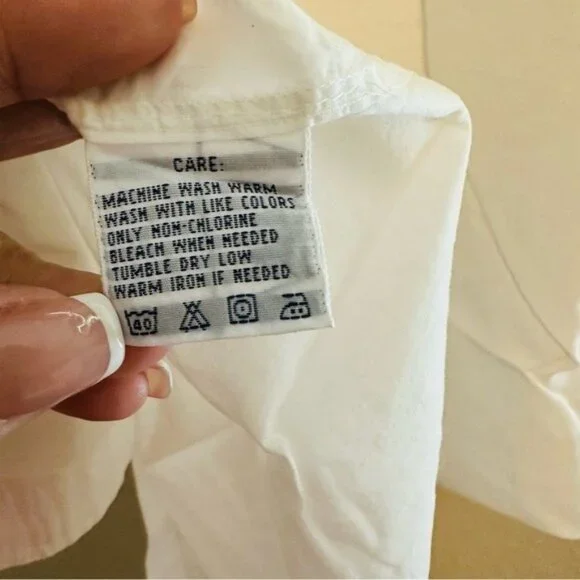 CARE:
MACHINE WASH WARM
WASH WITH LIKE COLORS
ONLY NON-CHLORINE
BLEACH WHEN NEEDED
TUMBLE DRY LOW
WARM IRON IF NEEDED
40